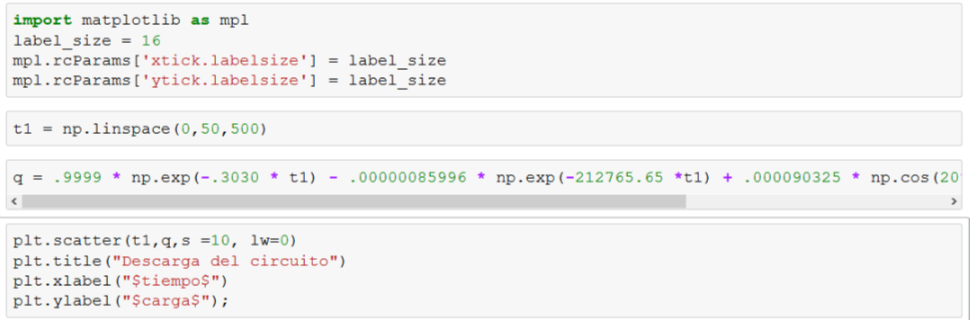 import matplotlib as mpl
label_size = 16
mpl.rcParams['xtick.labelsize'] = label_size
mpl.rcParams['ytick.labelsize'] = label_size
t1 = np.linspace(0,50,500)
q = .9999 * np.exp(-.3030 * t1) - .00000085996 * np.exp(-212765.65 *t1) + .000090325 * np.cos(20
plt.scatter(t1,q,s =10, lw=0)
plt.title("Descarga del circuito")
plt.xlabel("$tiempo$")
plt.ylabel("$carga$");